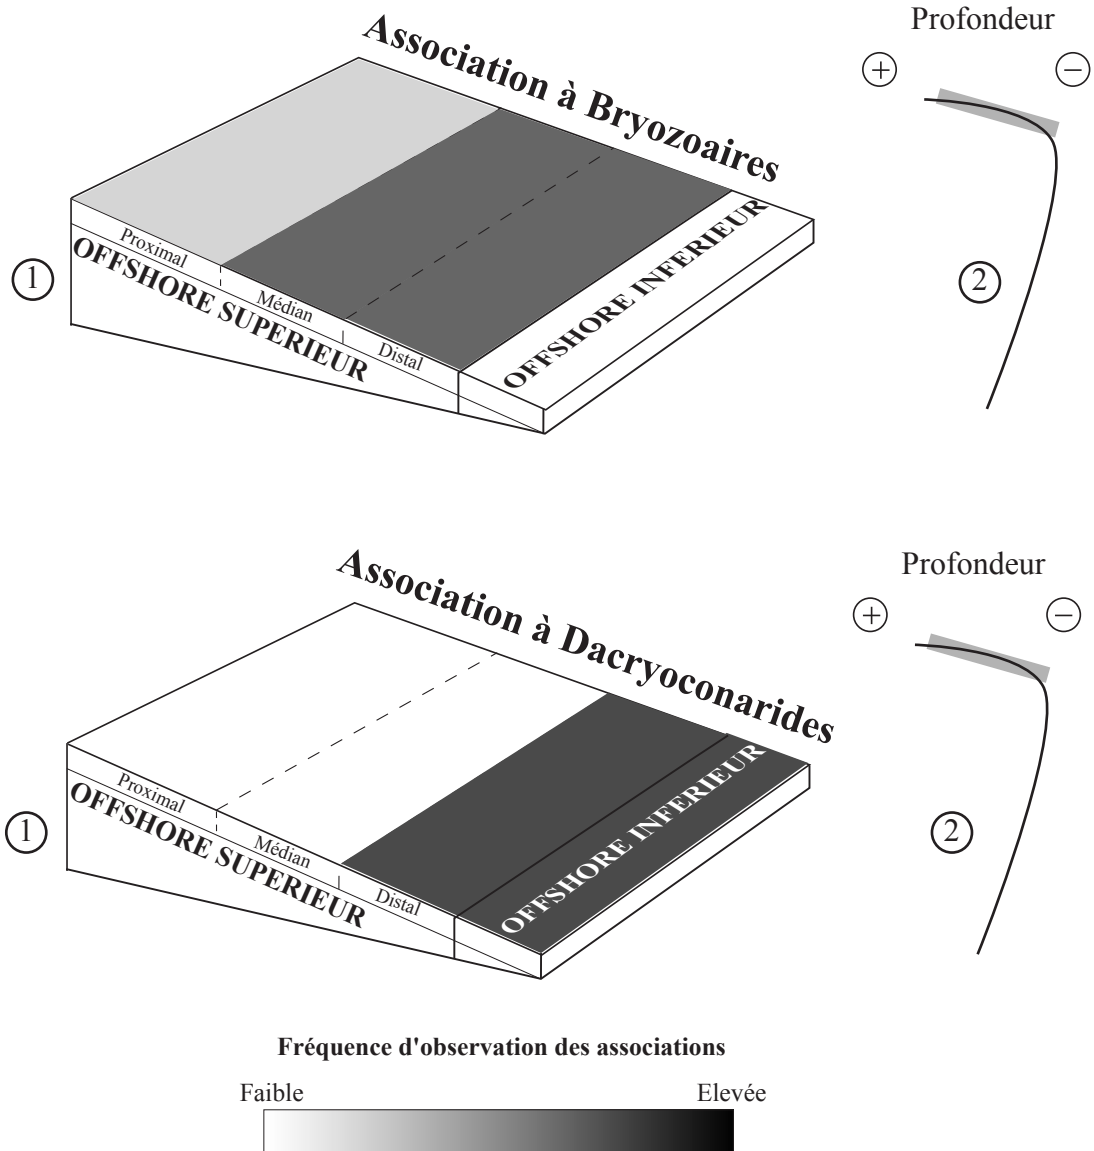 Association à Bryozoaires
Profondeur
+ −
Proximal
Médian
Distal
OFFSHORE SUPERIEUR
OFFSHORE INFERIEUR
1
2
Association à Dacryoconarides
Profondeur
+ −
Proximal
Médian
Distal
OFFSHORE SUPERIEUR
OFFSHORE INFERIEUR
1
2
Fréquence d'observation des associations
Faible Elevée